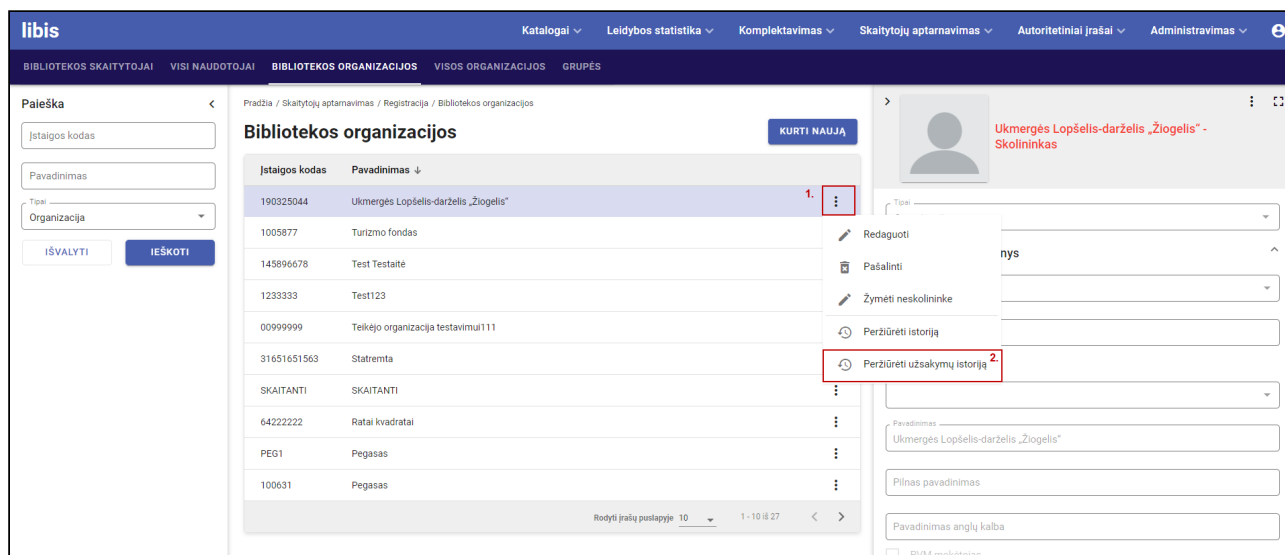 libis
Katalogai
Leidybos statistika
Komplektavimas
Skaitytojų aptarnavimas
Autoritetiniai įrašai
Administravimas
BIBLIOTEKOS SKAITYTOJAI
VISI NAUDOTOJAI
BIBLIOTEKOS ORGANIZACIJOS
VISOS ORGANIZACIJOS
GRUPĖS
Paieška
Įstaigos kodas
Pavadinimas
Tipai
Organizacija
IŠVALYTI
IEŠKOTI
Pradžia / Skaitytojų aptarnavimas / Registracija / Bibliotekos organizacijos
Bibliotekos organizacijos
KURTI NAUJĄ
Įstaigos kodas Pavadinimas
190325044 Ukmergės Lopšelis-darželis „Žiogelis“
1.
1005877 Turizmo fondas
145896678 Test Testaitė
1233333 Test123
00999999 Teikėjo organizacija testavimui111
31651651563 Statremta
SKAITANTI SKAITANTI
64222222 Ratai kvadratai
PEG1 Pegasas
100631 Pegasas
Rodyti įrašų puslapyje 10 1 - 10 iš 27
Redaguoti
Pašalinti
Žymėti neskolininke
Peržiūrėti istoriją
Peržiūrėti užsakymų istoriją
2.
Ukmergės Lopšelis-darželis „Žiogelis“ -
Skolininkas
Tipai
nys
Pavadinimas
Ukmergės Lopšelis-darželis „Žiogelis“
Pilnas pavadinimas
Pavadinimas anglų kalba
PVM mokėtojas